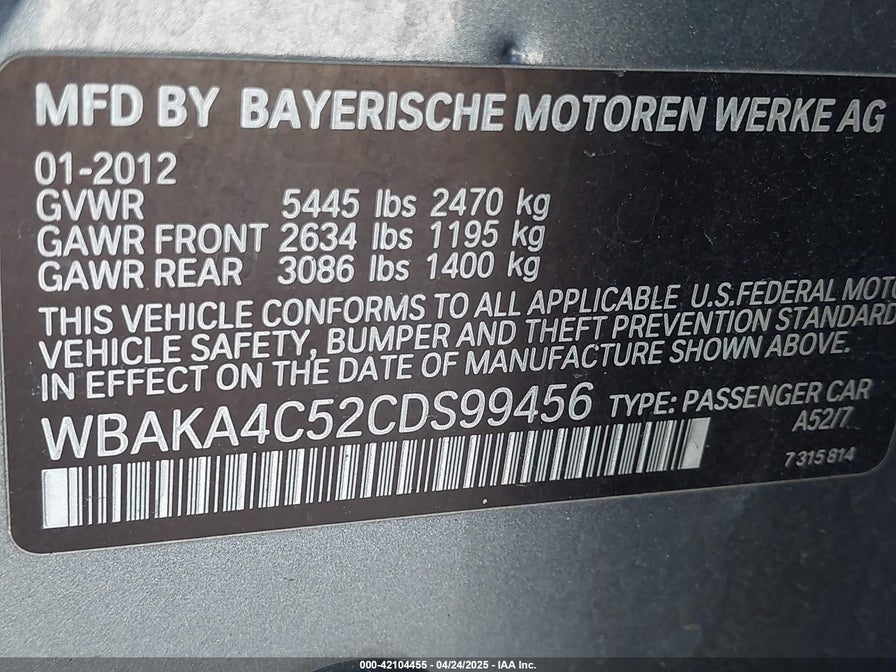 MFD BY BAYERISCHE MOTOREN WERKE AG
01-2012
GVWR 5445 lbs 2470 kg
GAWR FRONT 2634 lbs 1195 kg
GAWR REAR 3086 lbs 1400 kg
THIS VEHICLE CONFORMS TO ALL APPLICABLE U.S.FEDERAL MOT
VEHICLE SAFETY, BUMPER AND THEFT PREVENTION STANDARD
IN EFFECT ON THE DATE OF MANUFACTURE SHOWN ABOVE.
WBAKA4C52CDS99456 TYPE: PASSENGER CAR
A52/7
7 315 814
000-42104455 - 04/24/2025 - IAA Inc.